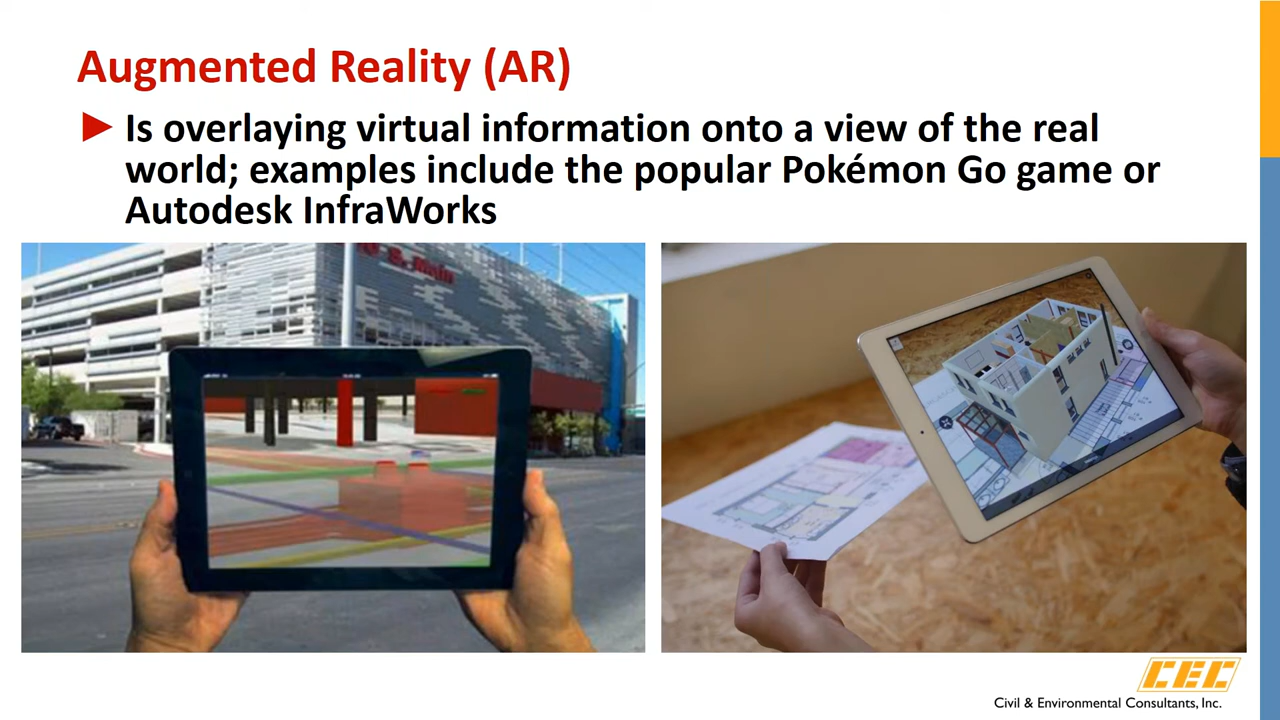 Augmented Reality (AR)
Is overlaying virtual information onto a view of the real
world; examples include the popular Pokémon Go game or
Autodesk InfraWorks
S. Main
CEC
Civil & Environmental Consultants, Inc.